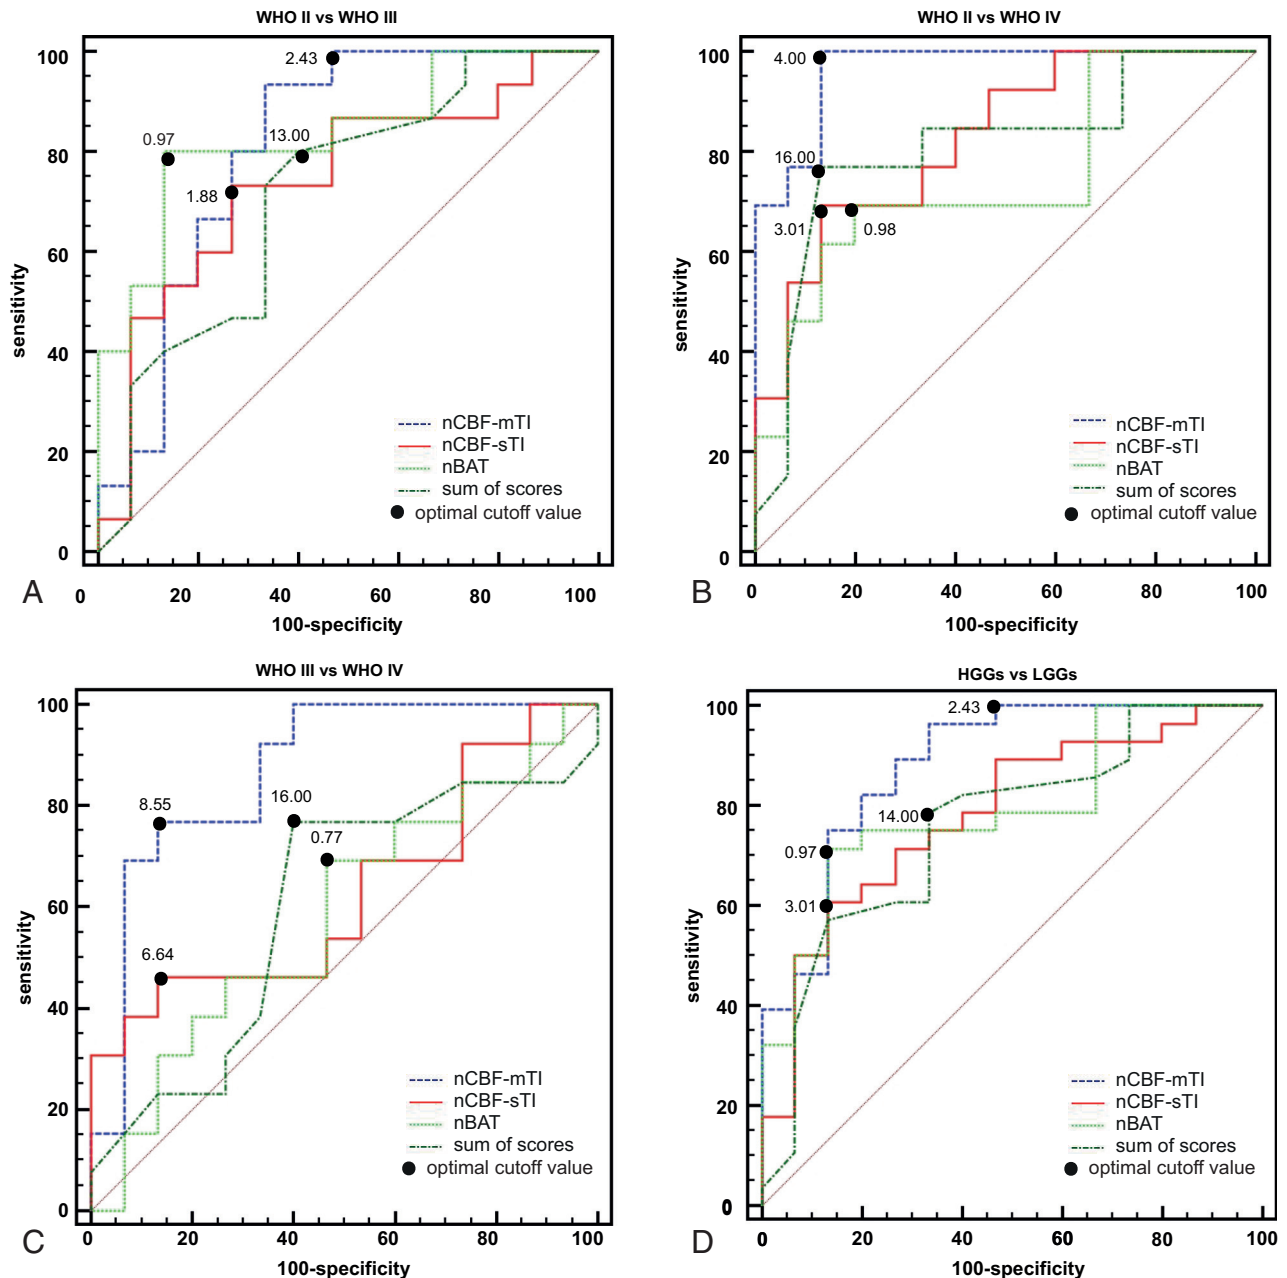 WHO II vs WHO III
100
80
60
40
20
0
sensitivity
2.43
13.00
0.97
1.88
nCBF-mTI
nCBF-sTI
nBAT
sum of scores
optimal cutoff value
0 20 40 60 80 100
100-specificity
A
WHO II vs WHO IV
100
80
60
40
20
0
sensitivity
4.00
16.00
3.01
0.98
nCBF-mTI
nCBF-sTI
nBAT
sum of scores
optimal cutoff value
0 20 40 60 80 100
100-specificity
B
WHO III vs WHO IV
100
80
60
40
20
0
sensitivity
8.55
16.00
0.77
6.64
nCBF-mTI
nCBF-sTI
nBAT
sum of scores
optimal cutoff value
0 20 40 60 80 100
100-specificity
C
HGGs vs LGGs
100
80
60
40
20
0
sensitivity
2.43
14.00
0.97
3.01
nCBF-mTI
nCBF-sTI
nBAT
sum of scores
optimal cutoff value
0 20 40 60 80 100
100-specificity
D